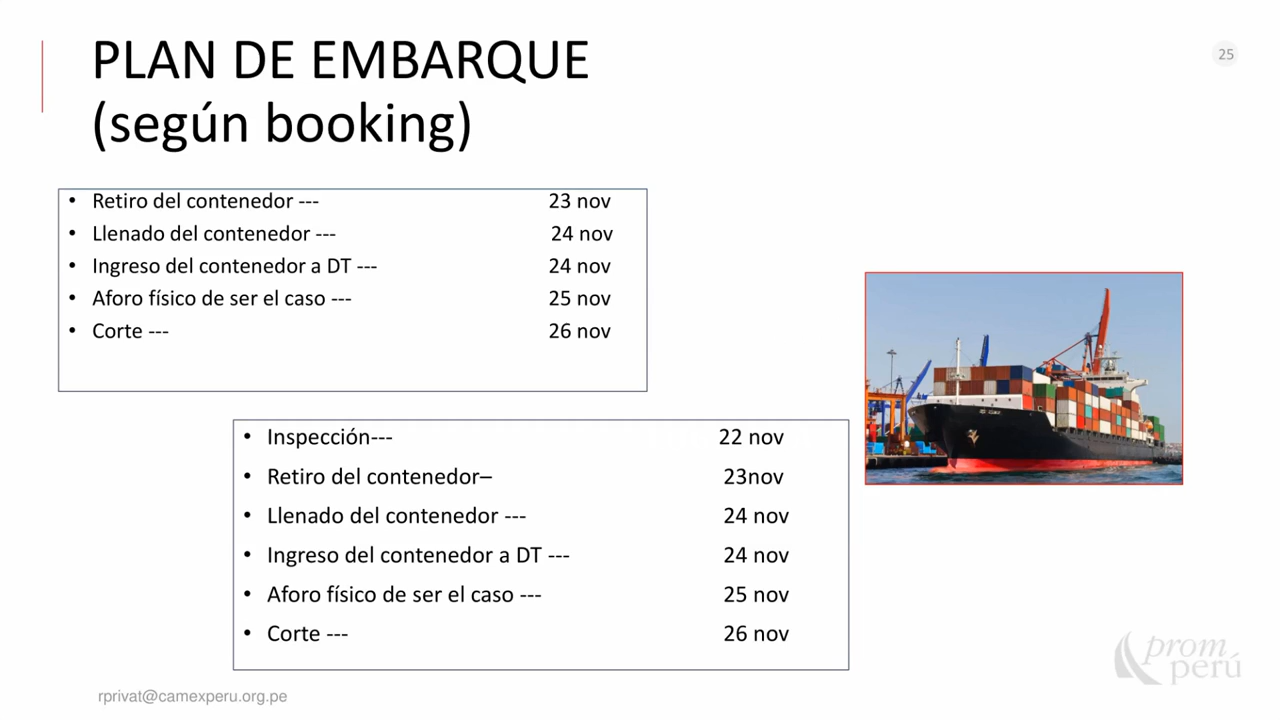 PLAN DE EMBARQUE
(según booking)
25
• Retiro del contenedor --- 23 nov
• Llenado del contenedor --- 24 nov
• Ingreso del contenedor a DT --- 24 nov
• Aforo físico de ser el caso --- 25 nov
• Corte --- 26 nov
• Inspección--- 22 nov
• Retiro del contenedor– 23nov
• Llenado del contenedor --- 24 nov
• Ingreso del contenedor a DT --- 24 nov
• Aforo físico de ser el caso --- 25 nov
• Corte --- 26 nov
prom
perú
rprivat@camexperu.org.pe